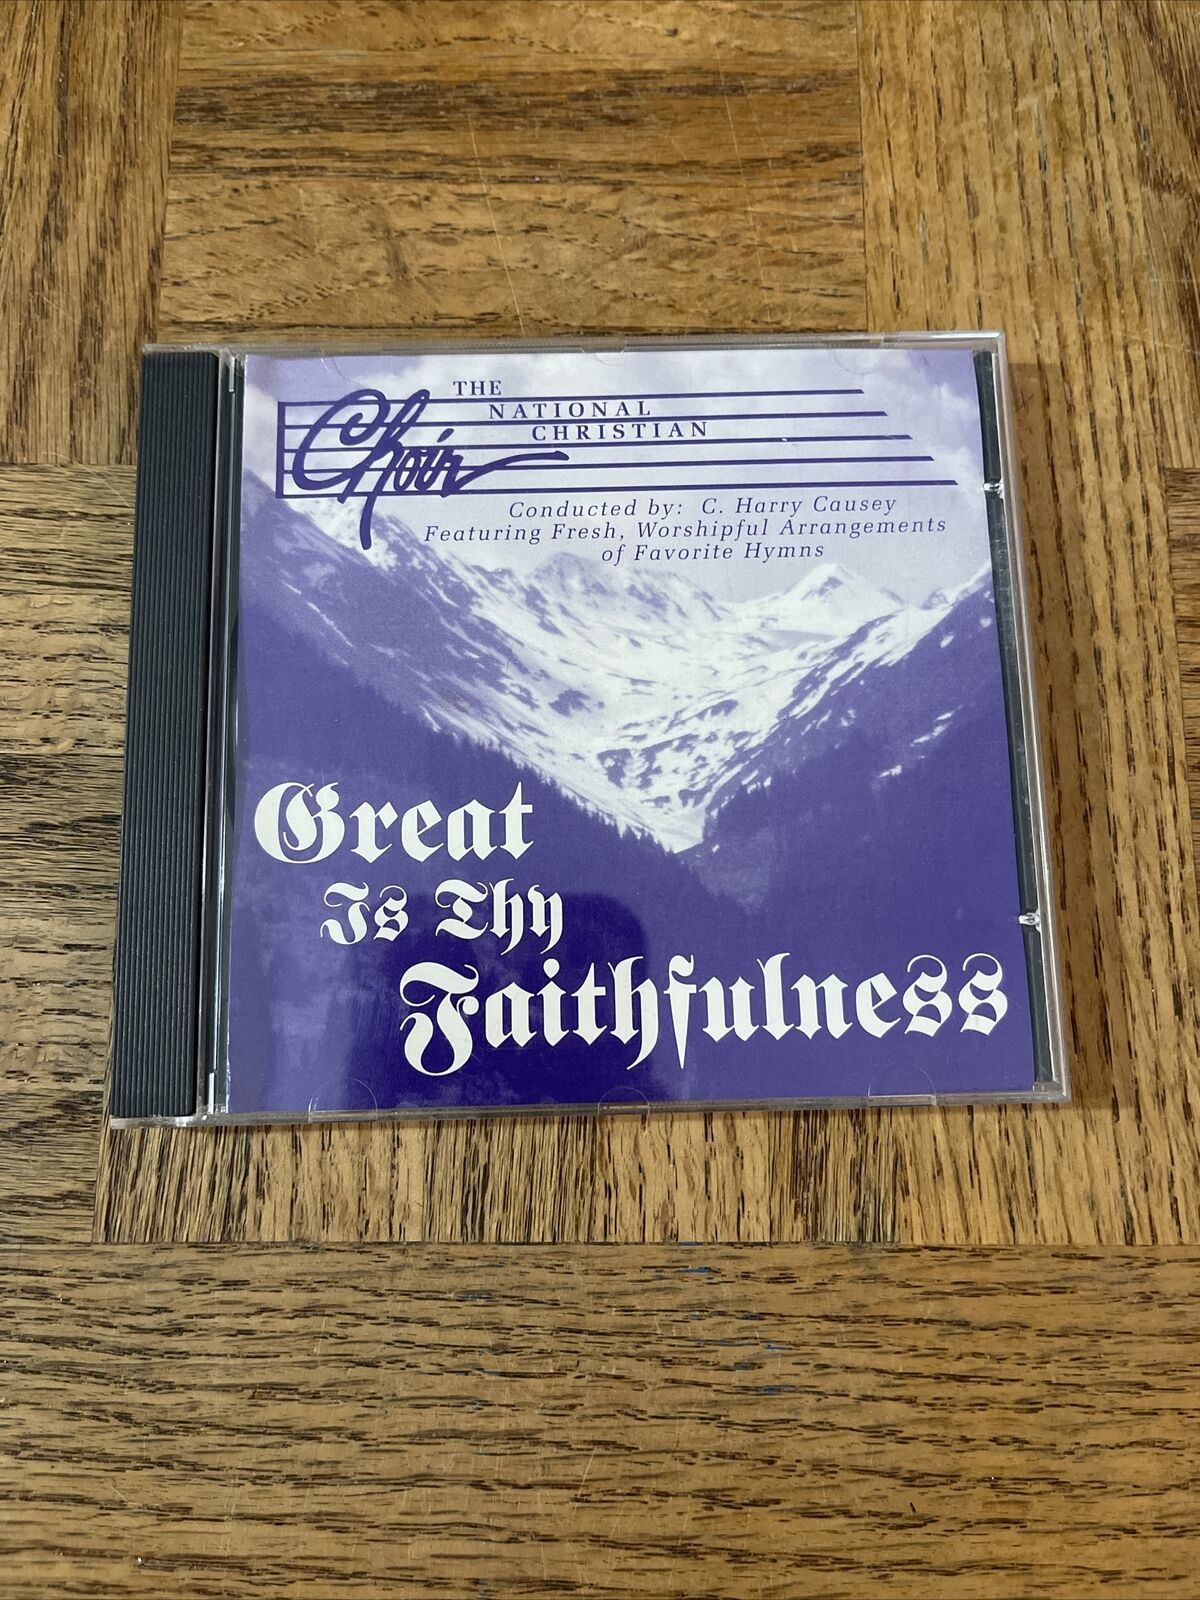 THE
NATIONAL
CHRISTIAN
Choir
Conducted by: C. Harry Causey
Featuring Fresh, Worshipful Arrangements
of Favorite Hymns
Great
Is Thy
Faithfulness